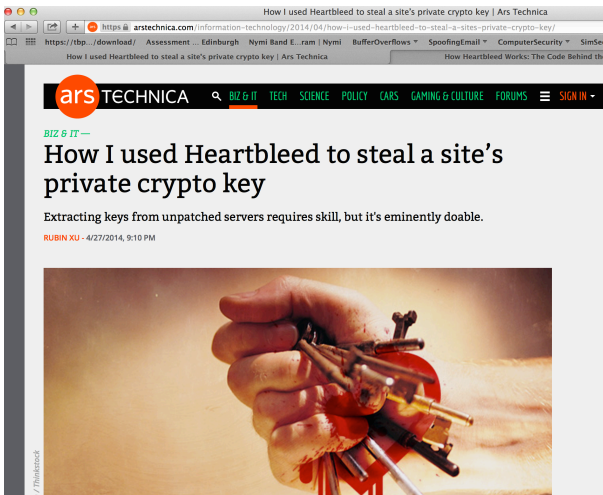 How I used Heartbleed to steal a site's private crypto key | Ars Technica
https arstechnica.com/information-technology/2014/04/how-i-used-heartbleed-to-steal-a-sites-private-crypto-key/
https://tbp.../download/ Assessment ... Edinburgh Nymi Band E...ram | Nymi BufferOverflows SpoofingEmail ComputerSecurity SimSe
How I used Heartbleed to steal a site's private crypto key | Ars Technica How Heartbleed Works: The Code Behind th
ars TECHNICA BIZ & IT TECH SCIENCE POLICY CARS GAMING & CULTURE FORUMS SIGN IN
BIZ & IT —
How I used Heartbleed to steal a site's
private crypto key
Extracting keys from unpatched servers requires skill, but it's eminently doable.
RUBIN XU - 4/27/2014, 9:10 PM
/ Thinkstock